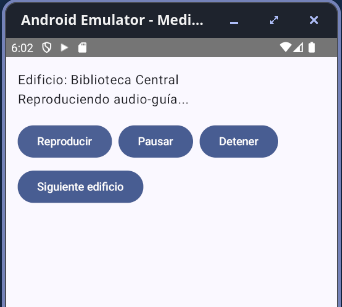 Android Emulator - Medi...
6:02
Edificio: Biblioteca Central
Reproduciendo audio-guía...
Reproducir Pausar Detener
Siguiente edificio